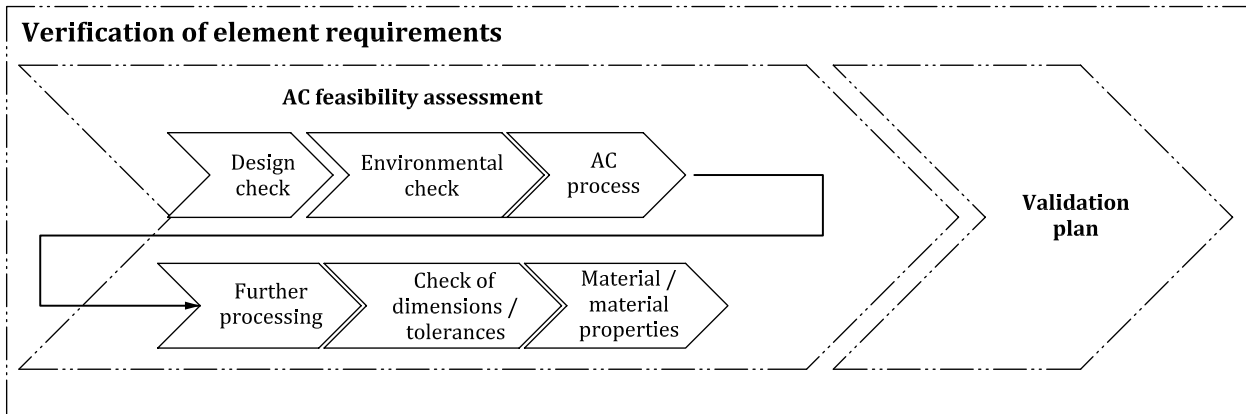 Verification of element requirements
AC feasibility assessment
Design
check
Environmental
check
AC
process
Further
processing
Check of
dimensions /
tolerances
Material /
material
properties
Validation
plan